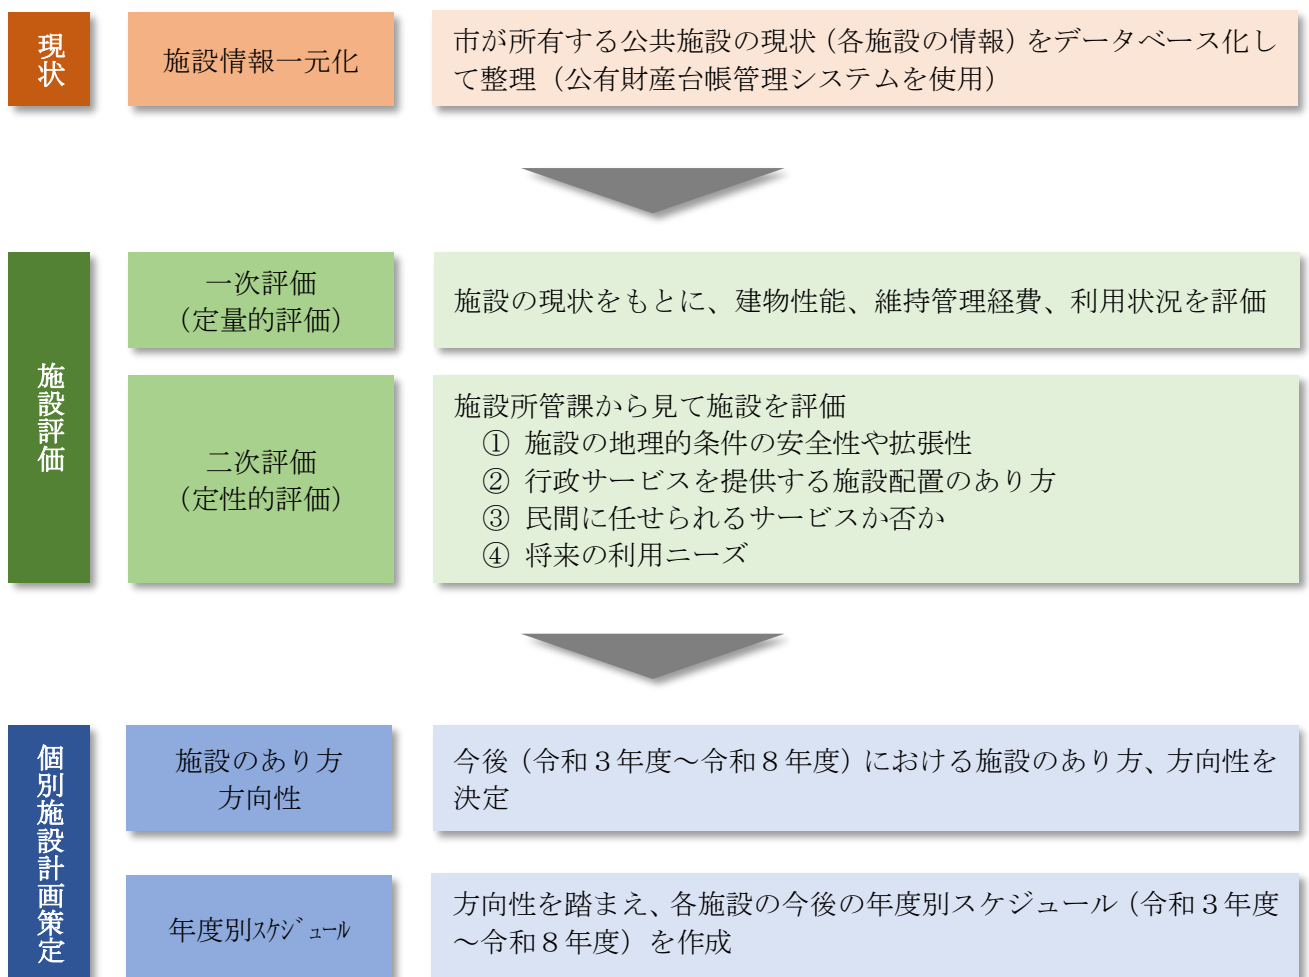 現状
施設情報一元化
市が所有する公共施設の現状（各施設の情報）をデータベース化し
て整理（公有財産台帳管理システムを使用）
施設評価
一次評価
（定量的評価）
施設の現状をもとに、建物性能、維持管理経費、利用状況を評価
二次評価
（定性的評価）
施設所管課から見て施設を評価
① 施設の地理的条件の安全性や拡張性
② 行政サービスを提供する施設配置のあり方
③ 民間に任せられるサービスか否か
④ 将来の利用ニーズ
個別施設計画策定
施設のあり方
方向性
今後（令和３年度～令和８年度）における施設のあり方、方向性を
決定
年度別ｽｹｼﾞｭｰﾙ
方向性を踏まえ、各施設の今後の年度別スケジュール（令和３年度
～令和８年度）を作成